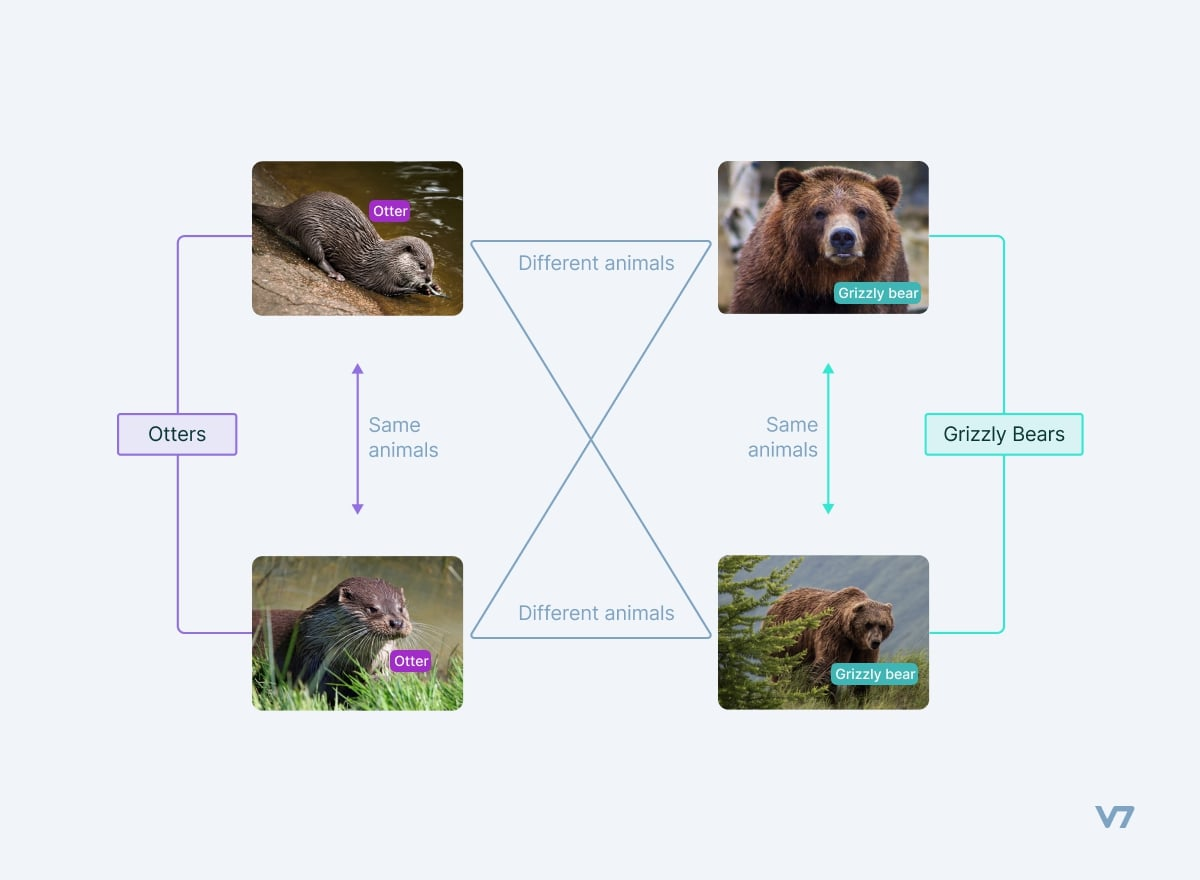 Otter
Different animals
Grizzly bear
Otters
Same
animals
Same
animals
Grizzly Bears
Otter
Different animals
Grizzly bear
V7